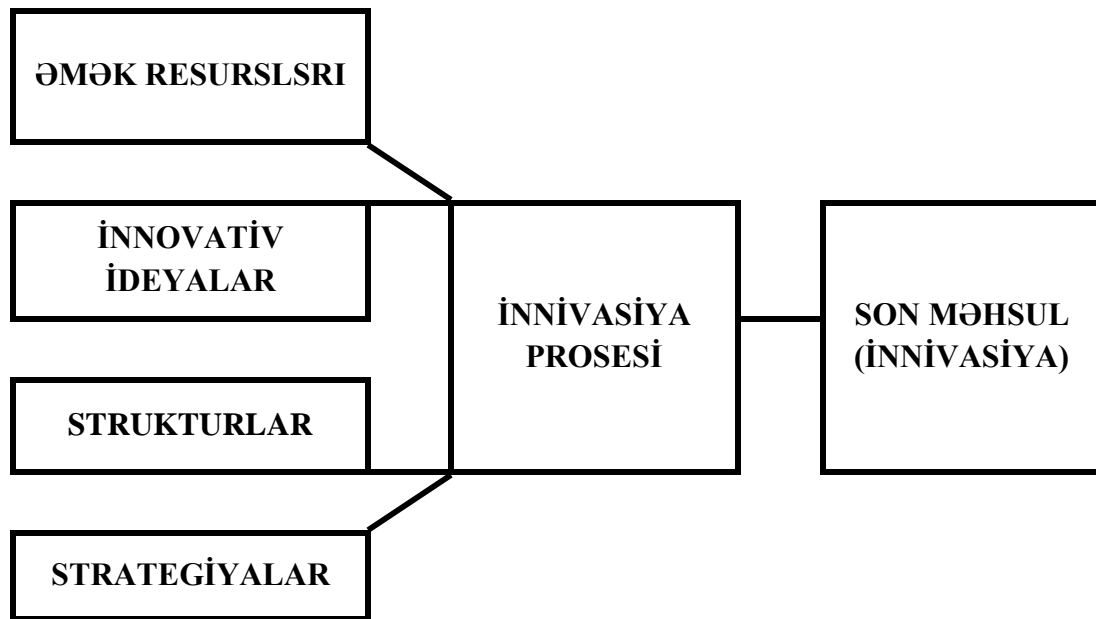 ƏMƏK RESURSLSRI
İNNOVATİV
İDEYALAR
STRUKTURLAR
STRATEGİYALAR
İNNİVASİYA
PROSESİ
SON MƏHSUL
(İNNİVASİYA)